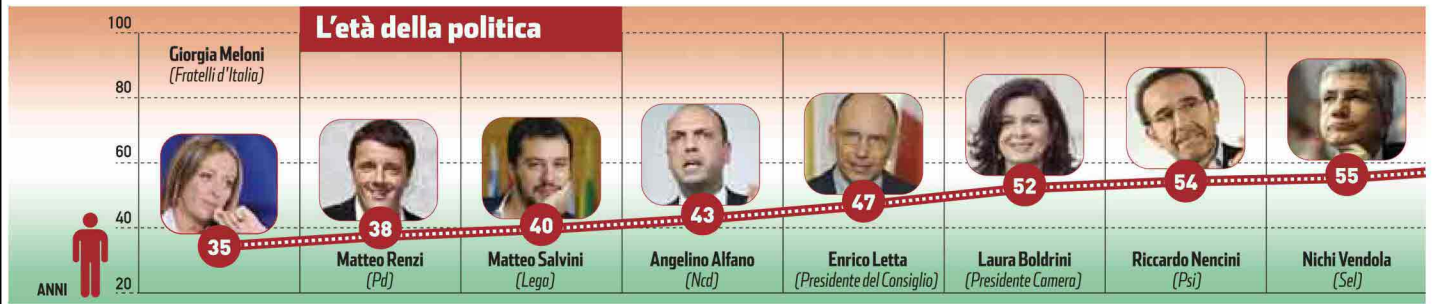 L'età della politica
100
80
60
40
20
ANNI
Giorgia Meloni
(Fratelli d'Italia)
35
38
Matteo Renzi
(Pd)
40
Matteo Salvini
(Lega)
43
Angelino Alfano
(Ncd)
47
Enrico Letta
(Presidente del Consiglio)
52
Laura Boldrini
(Presidente Camera)
54
Riccardo Nencini
(Psi)
55
Nichi Vendola
(Sel)